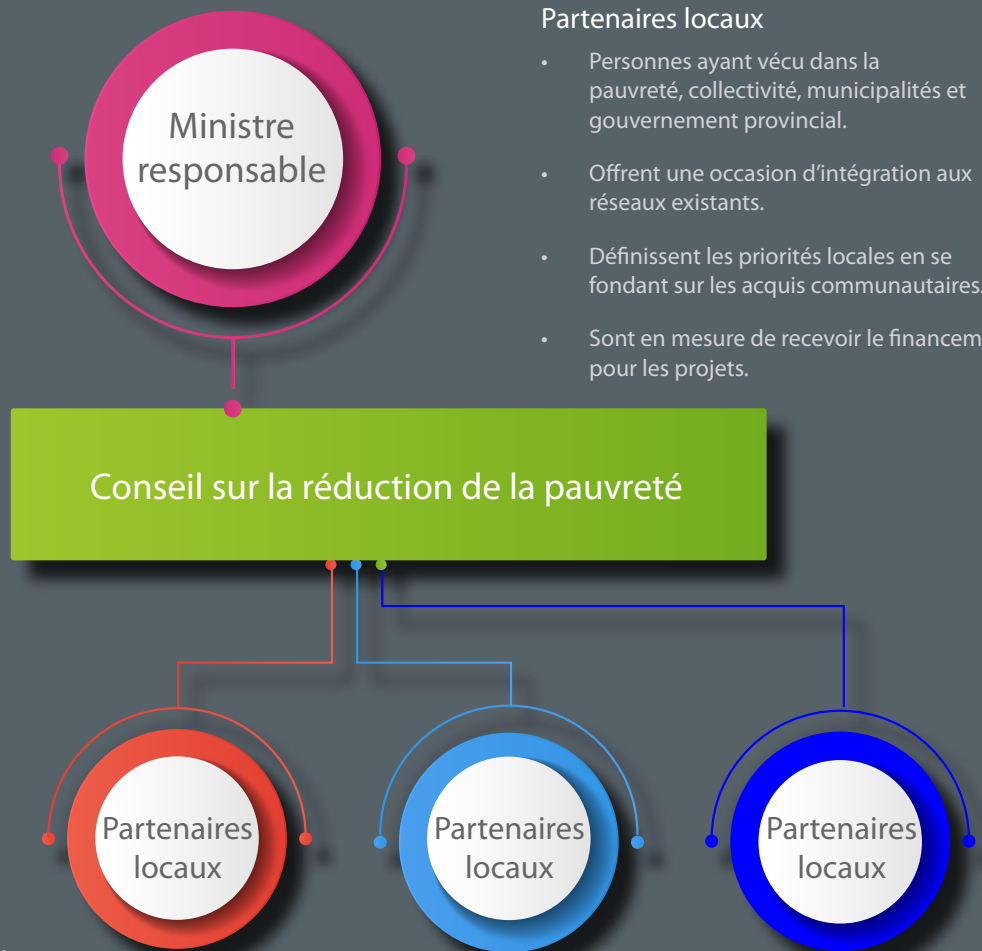 Ministre
responsable
Partenaires locaux
• Personnes ayant vécu dans la
pauvreté, collectivité, municipalités et
gouvernement provincial.
• Offrent une occasion d’intégration aux
réseaux existants.
• Définissent les priorités locales en se
fondant sur les acquis communautaires.
• Sont en mesure de recevoir le financem
pour les projets.
Conseil sur la réduction de la pauvreté
Partenaires
locaux
Partenaires
locaux
Partenaires
locaux